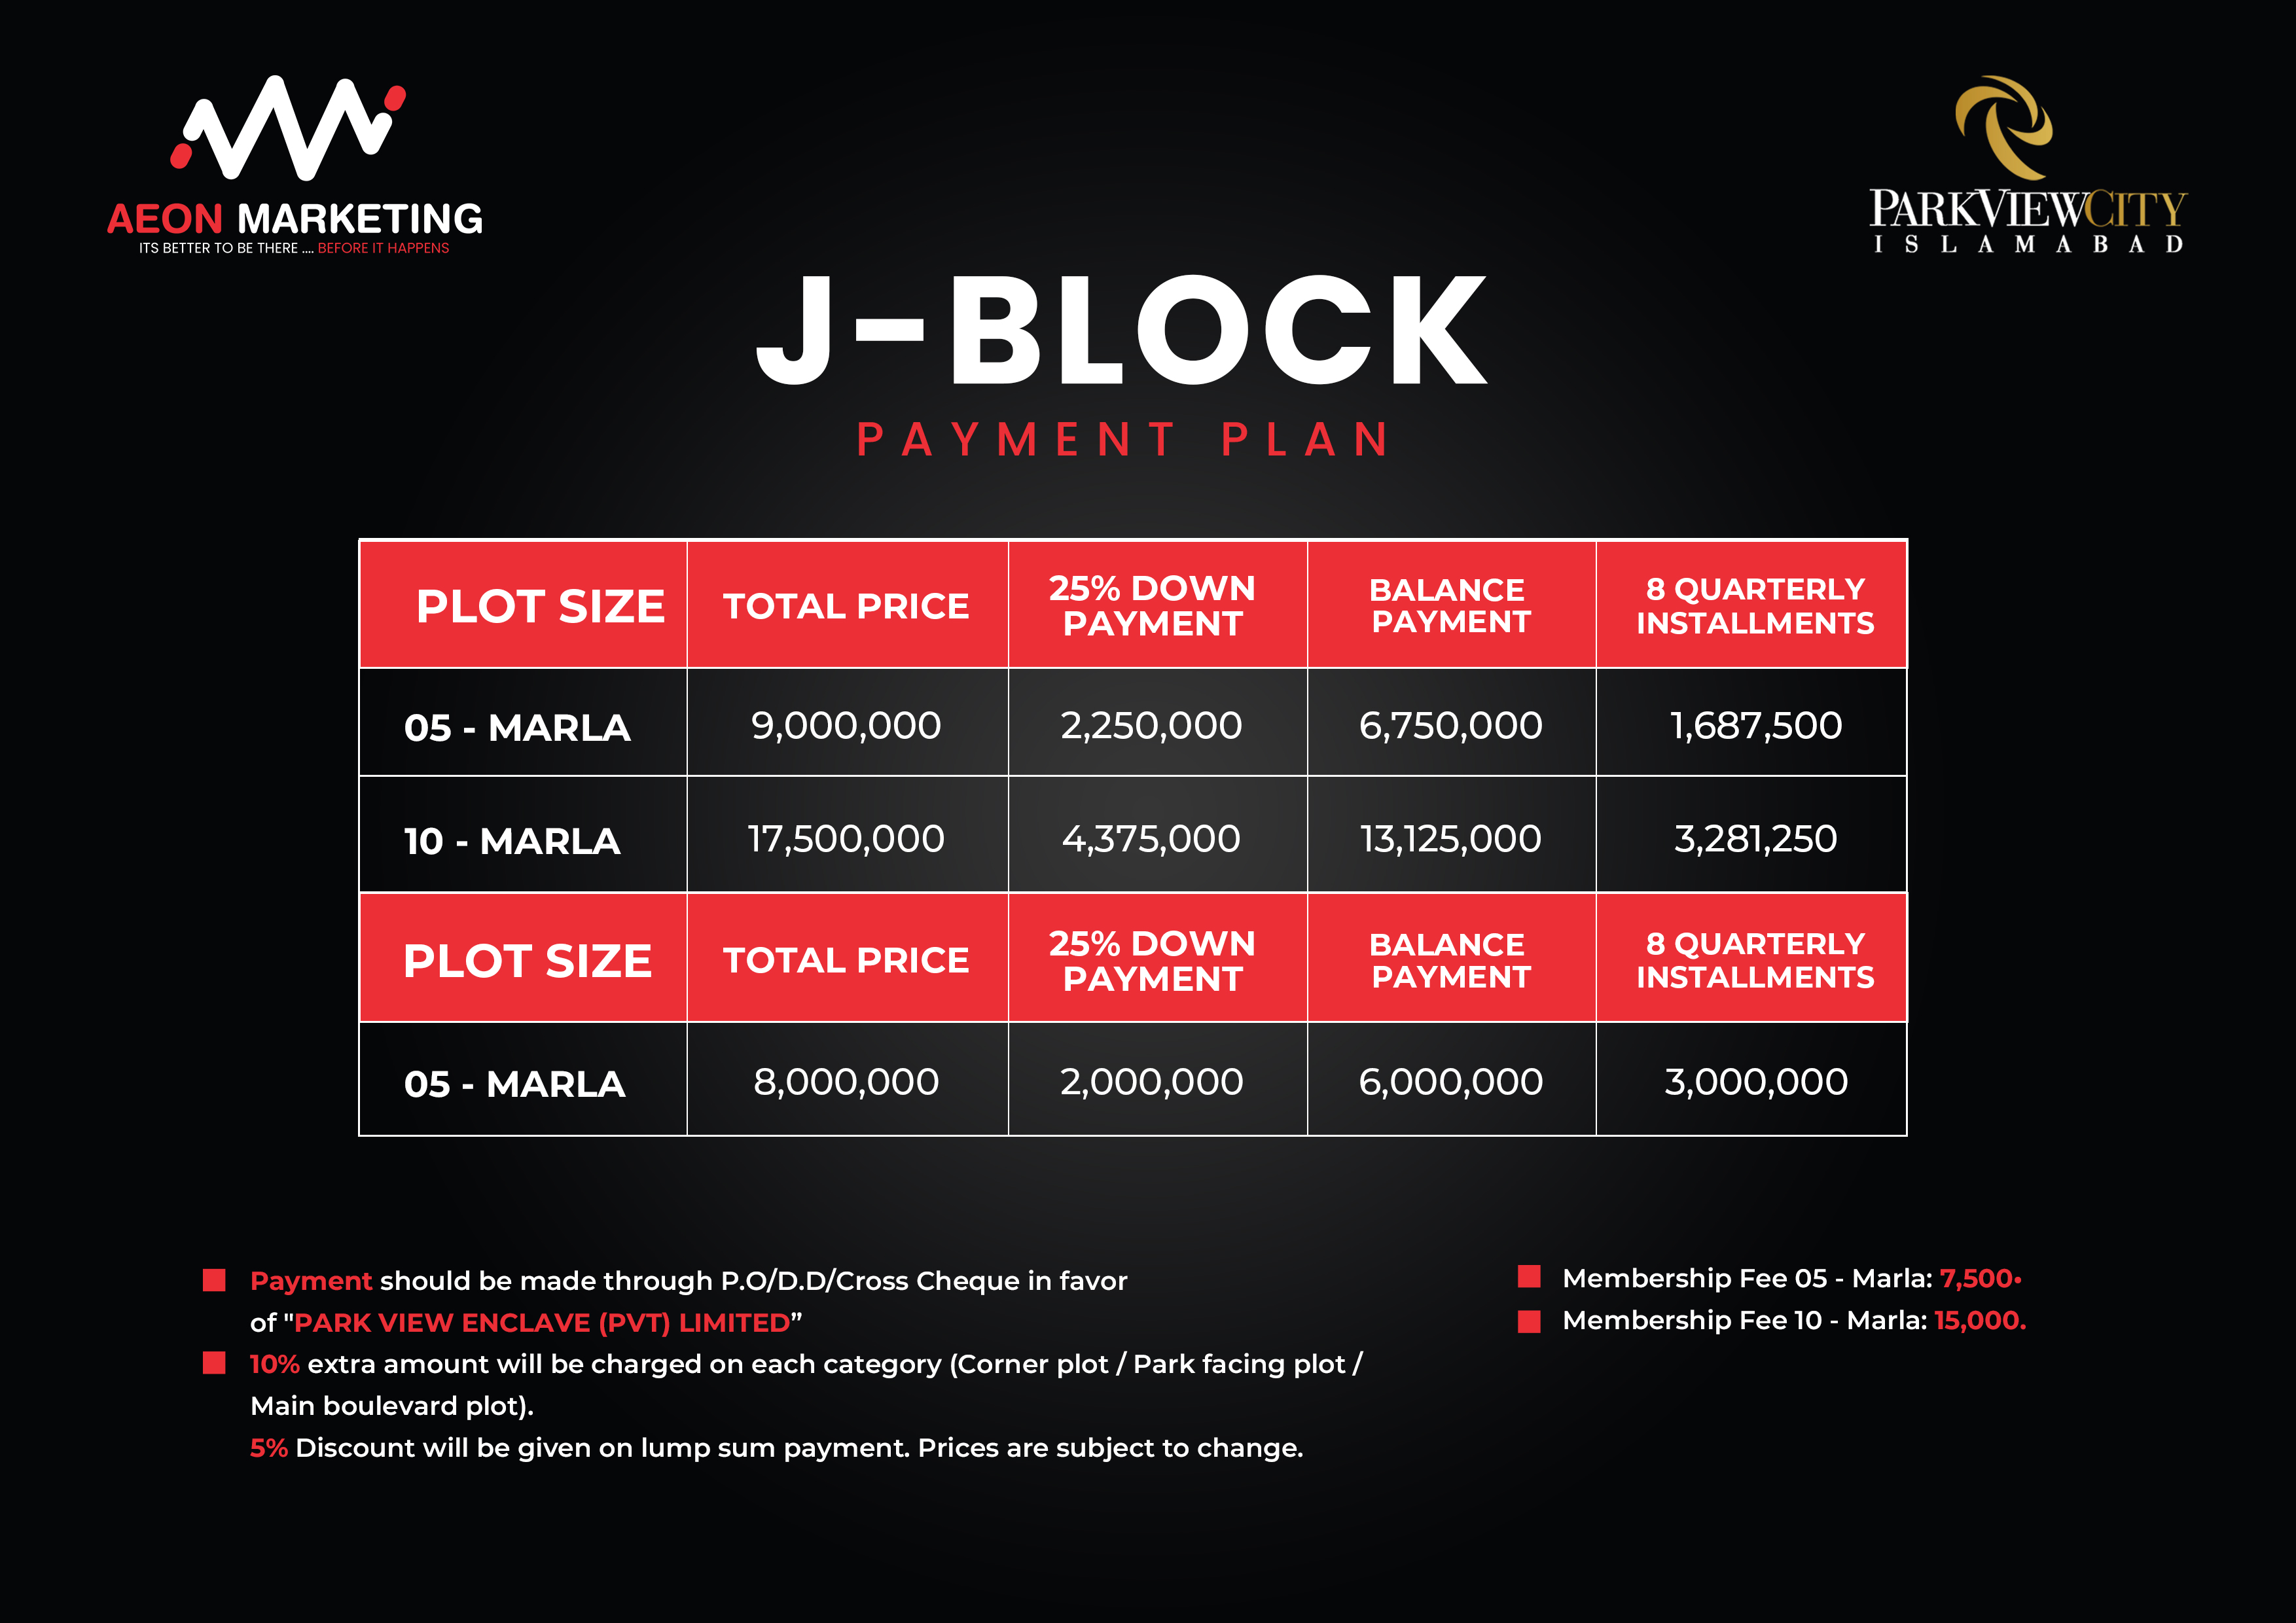 AEON MARKETING
ITS BETTER TO BE THERE .... BEFORE IT HAPPENS
PARKVIEWCITY
ISLAMABAD
J-BLOCK
PAYMENT PLAN
PLOT SIZE TOTAL PRICE 25% DOWN PAYMENT BALANCE PAYMENT 8 QUARTERLY INSTALLMENTS
05 - MARLA 9,000,000 2,250,000 6,750,000 1,687,500
10 - MARLA 17,500,000 4,375,000 13,125,000 3,281,250
PLOT SIZE TOTAL PRICE 25% DOWN PAYMENT BALANCE PAYMENT 8 QUARTERLY INSTALLMENTS
05 - MARLA 8,000,000 2,000,000 6,000,000 3,000,000
Payment should be made through P.O/D.D/Cross Cheque in favor
of "PARK VIEW ENCLAVE (PVT) LIMITED”
10% extra amount will be charged on each category (Corner plot / Park facing plot /
Main boulevard plot).
5% Discount will be given on lump sum payment. Prices are subject to change.
Membership Fee 05 - Marla: 7,500•
Membership Fee 10 - Marla: 15,000.